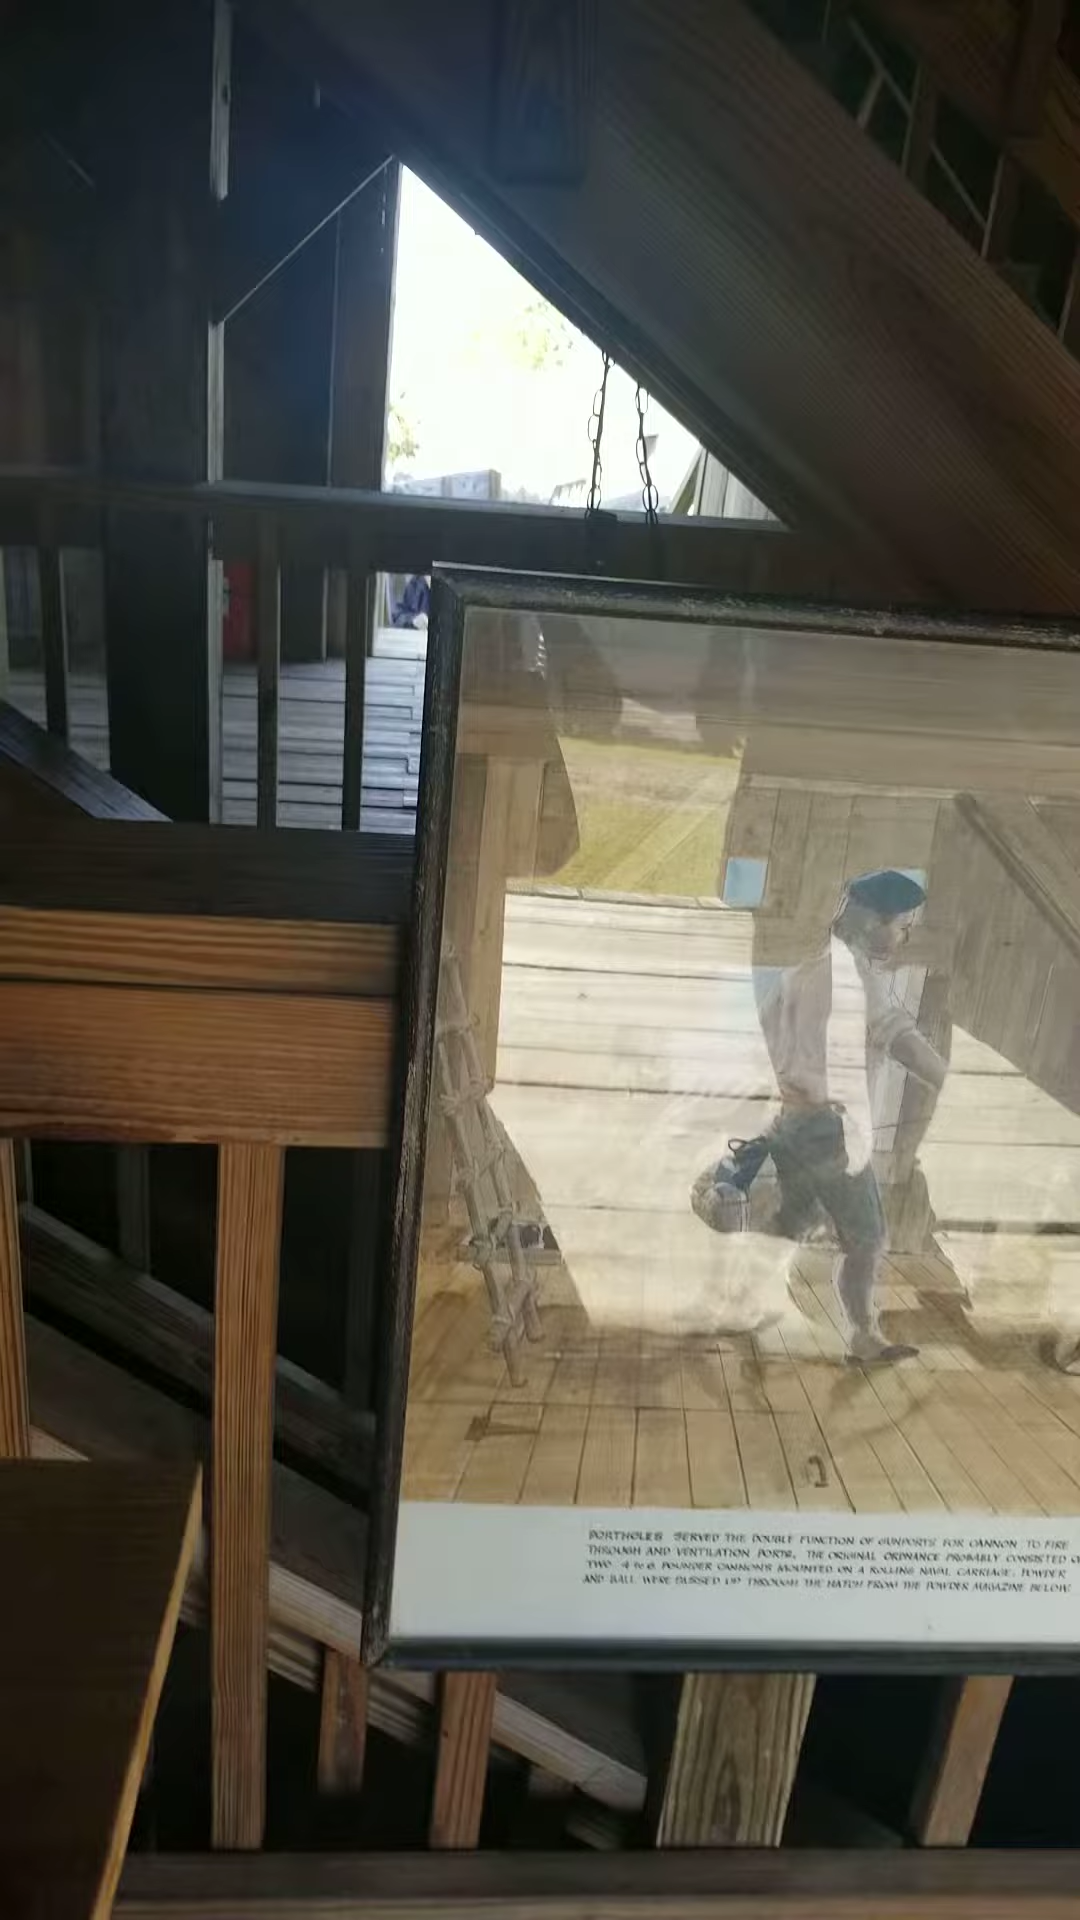 PORTHOLES SERVED THE DOUBLE FUNCTION OF GUNPORTS FOR CANNON TO FIRE
THROUGH AND VENTILATION PORTS. THE ORIGINAL ORDNANCE PROBABLY CONSISTED
TWO 4 to 6 POUNDER CANNONS MOUNTED ON A ROLLING NAVAL CARRIAGE. POWDER
AND BALL WERE PASSED UP THROUGH THE HATCH FROM THE POWDER MAGAZINE BELOW.